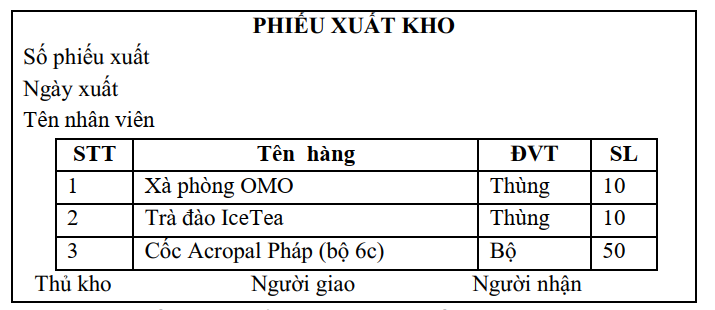 PHIẾU XUẤT KHO
Số phiếu xuất
Ngày xuất
Tên nhân viên
STT Tên hàng ĐVT SL
1 Xà phòng OMO Thùng 10
2 Trà đào IceTea Thùng 10
3 Cốc Acropal Pháp (bộ 6c) Bộ 50
Thủ kho Người giao Người nhận